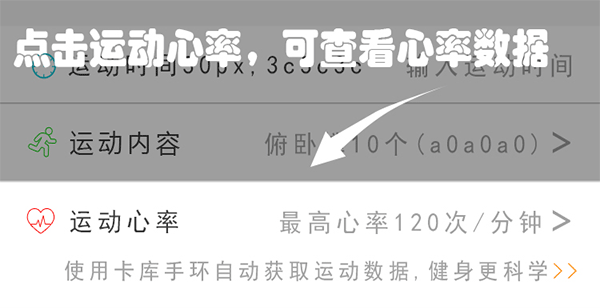 点击运动心率，可查看心率数据
运动时间30px,3c3c3c 输入运动时间
运动内容 俯卧 10个(a0a0a0)
运动心率 最高心率120次/分钟
使用卡库手环自动获取运动数据,健身更科学>>